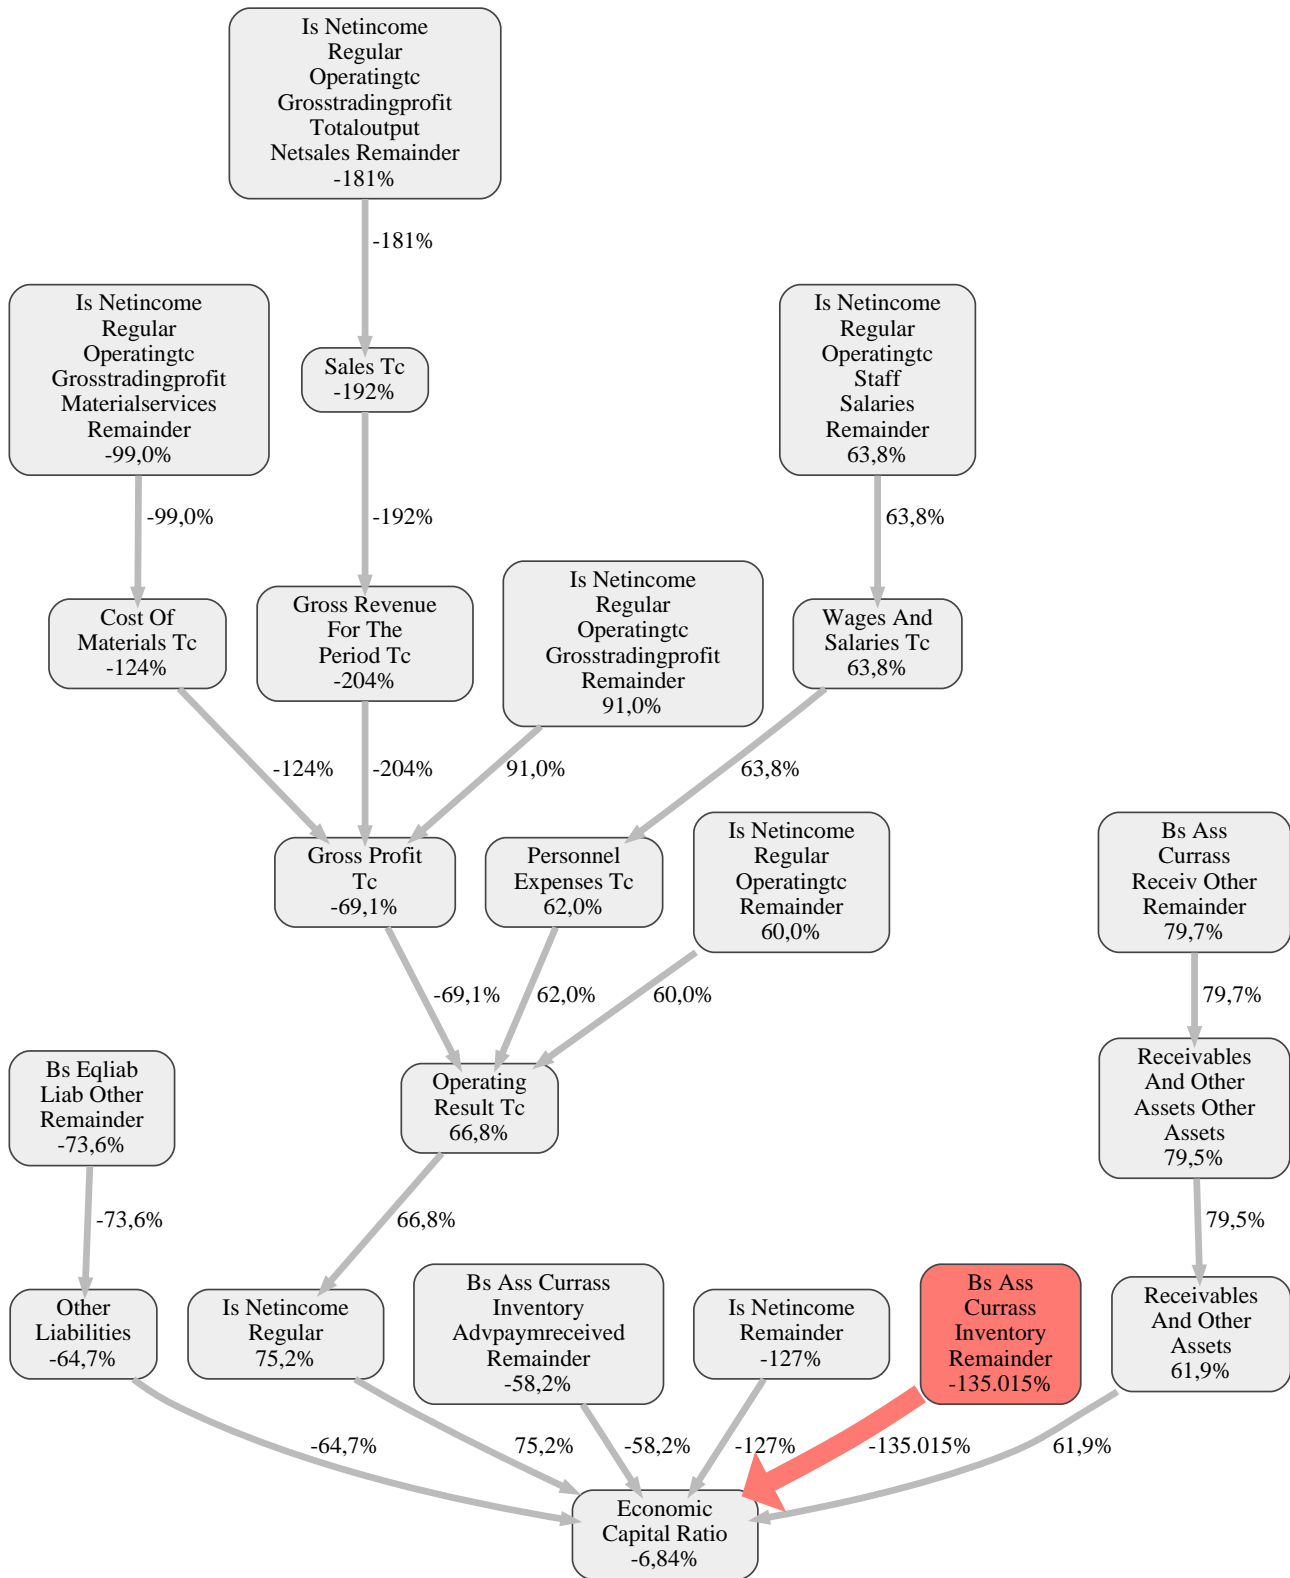 Is Netincome
Regular
Operatingtc
Grosstradingprofit
Totaloutput
Netsales Remainder
-181%
-181%
Is Netincome
Regular
Operatingtc
Grosstradingprofit
Materialservices
Remainder
-99,0%
Sales Tc
-192%
Is Netincome
Regular
Operatingtc
Staff
Salaries
Remainder
63,8%
-99,0%
-192%
63,8%
Cost Of
Materials Tc
-124%
Gross Revenue
For The
Period Tc
-204%
Is Netincome
Regular
Operatingtc
Grosstradingprofit
Remainder
91,0%
Wages And
Salaries Tc
63,8%
-124%
-204%
91,0%
63,8%
Gross Profit
Tc
-69,1%
Personnel
Expenses Tc
62,0%
Is Netincome
Regular
Operatingtc
Remainder
60,0%
Bs Ass
Currass
Receiv Other
Remainder
79,7%
-69,1%
62,0%
60,0%
79,7%
Bs Eqliab
Liab Other
Remainder
-73,6%
Operating
Result Tc
66,8%
Receivables
And Other
Assets Other
Assets
79,5%
-73,6%
66,8%
79,5%
Other
Liabilities
-64,7%
Is Netincome
Regular
75,2%
Bs Ass Currass
Inventory
Advpaymreceived
Remainder
-58,2%
Is Netincome
Remainder
-127%
Bs Ass
Currass
Inventory
Remainder
-135.015%
Receivables
And Other
Assets
61,9%
-64,7%
75,2%
-58,2%
-127%
-135.015%
61,9%
Economic
Capital Ratio
-6,84%